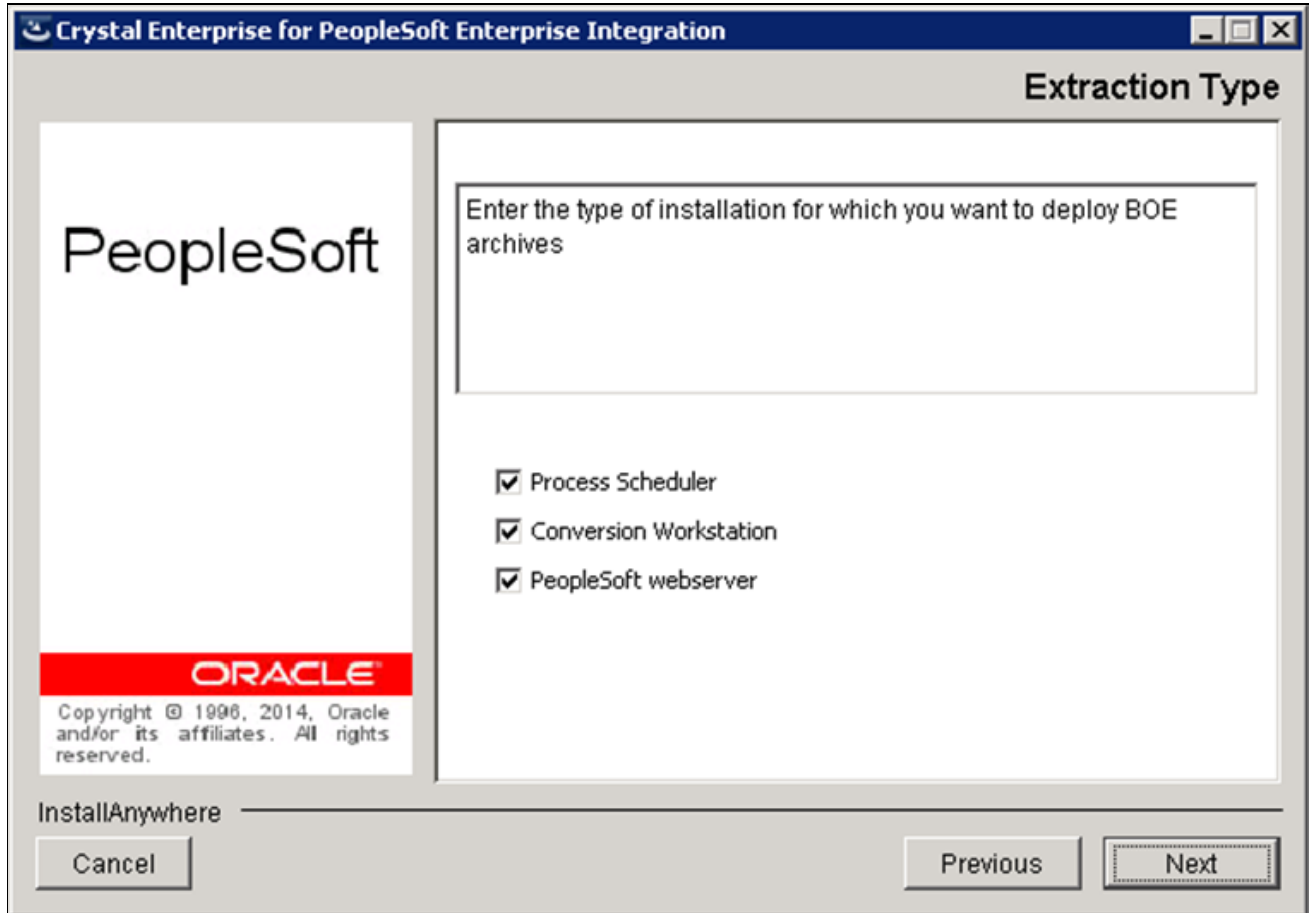 Crystal Enterprise for PeopleSoft Enterprise Integration
Extraction Type
PeopleSoft
ORACLE
Copyright © 1996, 2014, Oracle
and/or its affiliates. All rights
reserved.
Enter the type of installation for which you want to deploy BOE
archives
Process Scheduler
Conversion Workstation
PeopleSoft webserver
InstallAnywhere
Cancel
Previous
Next